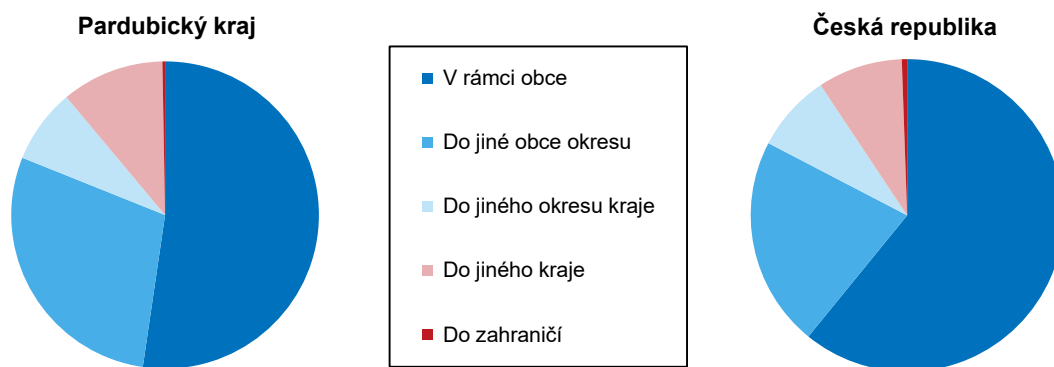 Pardubický kraj
Česká republika
V rámci obce
Do jiné obce okresu
Do jiného okresu kraje
Do jiného kraje
Do zahraničí